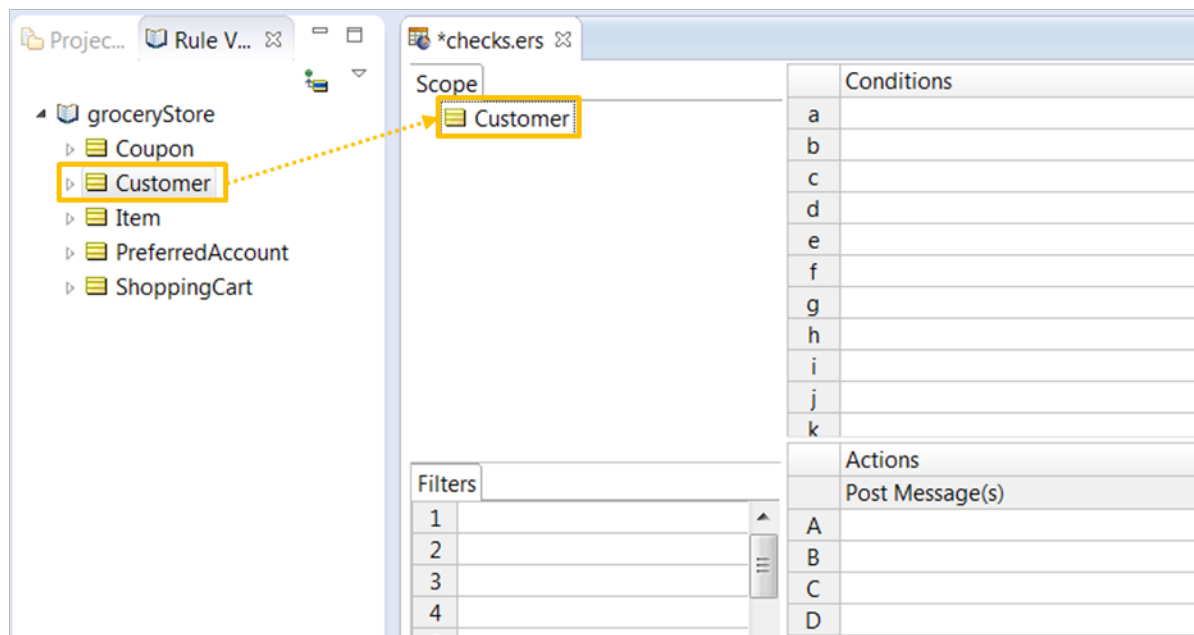 Projec...
Rule V...
groceryStore
Coupon
Customer
Item
PreferredAccount
ShoppingCart
*checks.ers
Scope
Customer
Filters
1
2
3
4
Conditions
a
b
c
d
e
f
g
h
i
j
k
Actions
Post Message(s)
A
B
C
D